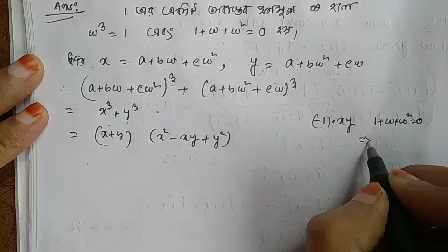 Ans: 1 এর একটি জটিল ঘনমূল ω হলে
ω³ = 1 এবং 1+ω+ω² = 0 হয়।
ধরি x = a+bω+cω², y = a+bω²+cω
(a+bω+cω²)³ + (a+bω²+cω)³
= x³+y³
= (x+y) (x²-xy+y²)
(-1)·xy 1+ω+ω²=0
⇒